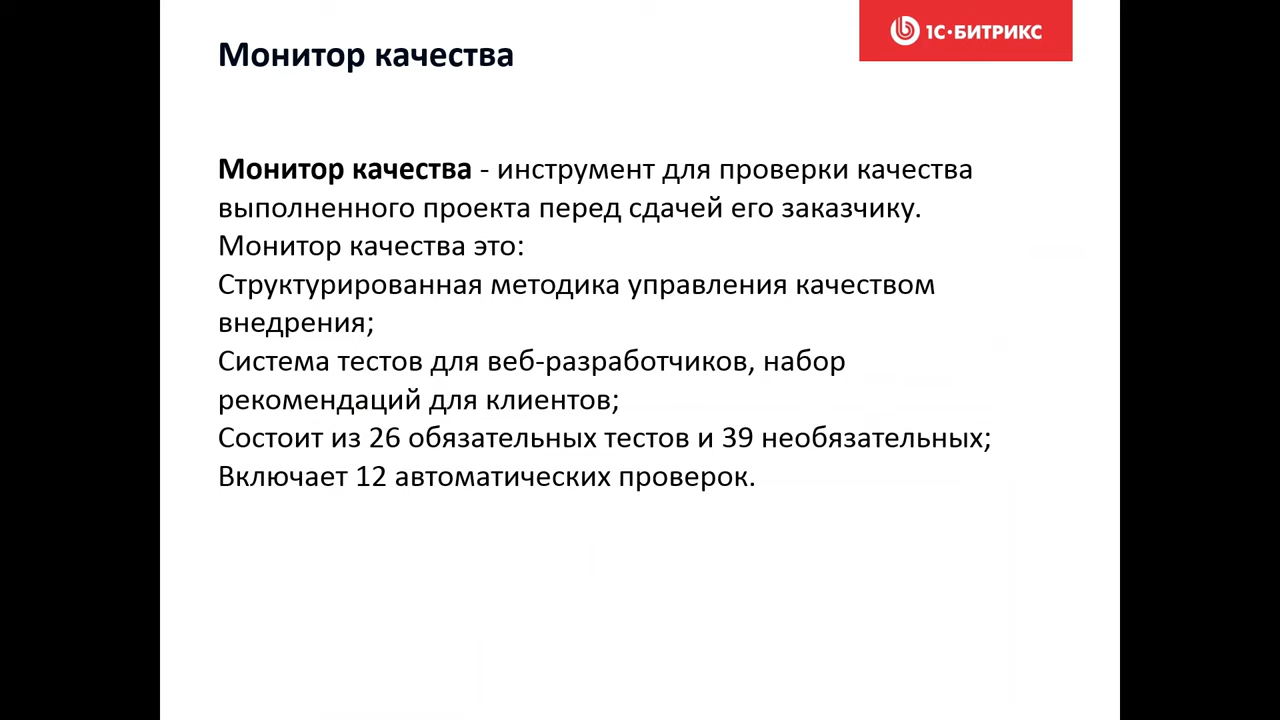 Монитор качества
1С•БИТРИКС
Монитор качества - инструмент для проверки качества
выполненного проекта перед сдачей его заказчику.
Монитор качества это:
Структурированная методика управления качеством
внедрения;
Система тестов для веб-разработчиков, набор
рекомендаций для клиентов;
Состоит из 26 обязательных тестов и 39 необязательных;
Включает 12 автоматических проверок.